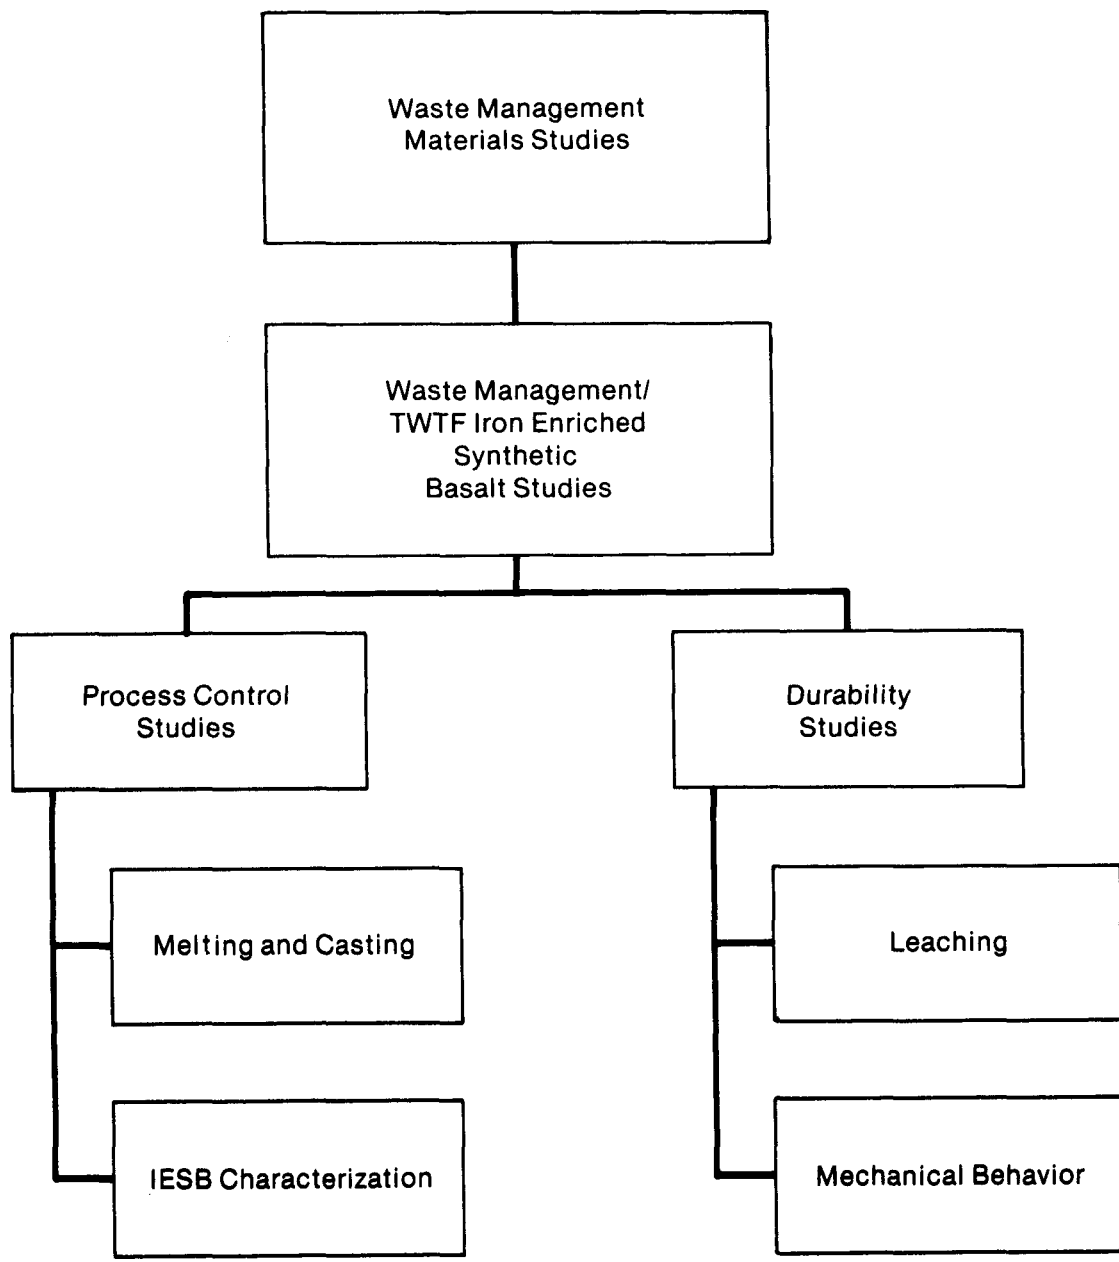 Waste Management
Materials Studies
Waste Management/
TWTF Iron Enriched
Synthetic
Basalt Studies
Process Control
Studies
Durability
Studies
Melting and Casting
Leaching
IESB Characterization
Mechanical Behavior